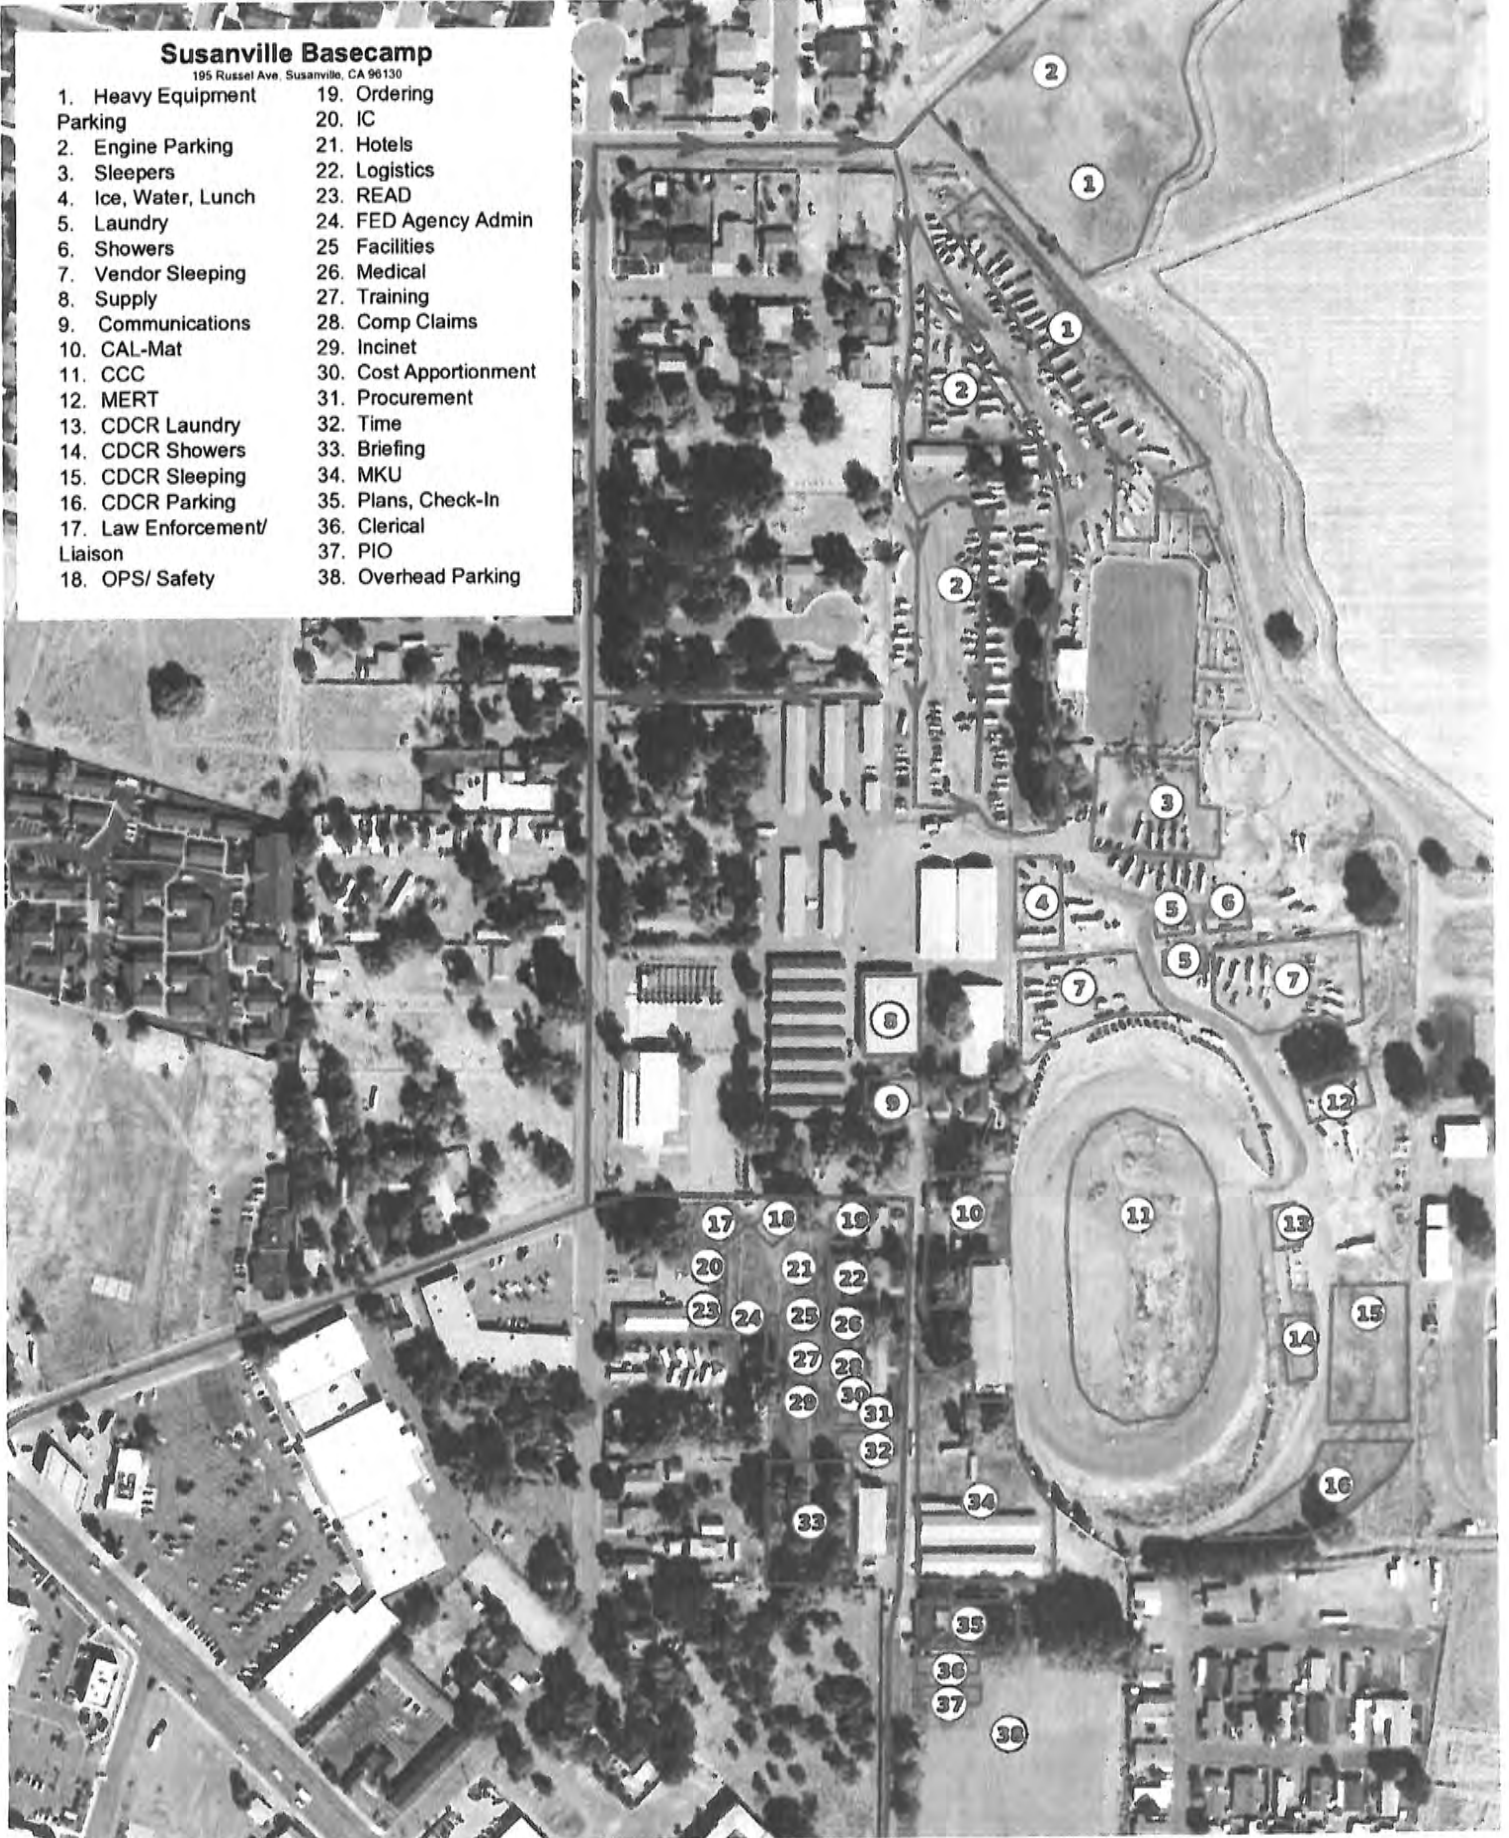 Susanville Basecamp
195 Russel Ave, Susanville, CA 96130
1. Heavy Equipment
Parking
2. Engine Parking
3. Sleepers
4. Ice, Water, Lunch
5. Laundry
6. Showers
7. Vendor Sleeping
8. Supply
9. Communications
10. CAL-Mat
11. CCC
12. MERT
13. CDCR Laundry
14. CDCR Showers
15. CDCR Sleeping
16. CDCR Parking
17. Law Enforcement/
Liaison
18. OPS/ Safety
19. Ordering
20. IC
21. Hotels
22. Logistics
23. READ
24. FED Agency Admin
25 Facilities
26. Medical
27. Training
28. Comp Claims
29. Incinet
30. Cost Apportionment
31. Procurement
32. Time
33. Briefing
34. MKU
35. Plans, Check-In
36. Clerical
37. PIO
38. Overhead Parking
2
1
1
2
2
3
4
5
6
5
7
7
8
9
12
10
11
17
18
19
13
20
21
22
23
24
25
26
15
14
27
28
29
30
31
32
16
34
33
35
36
37
38